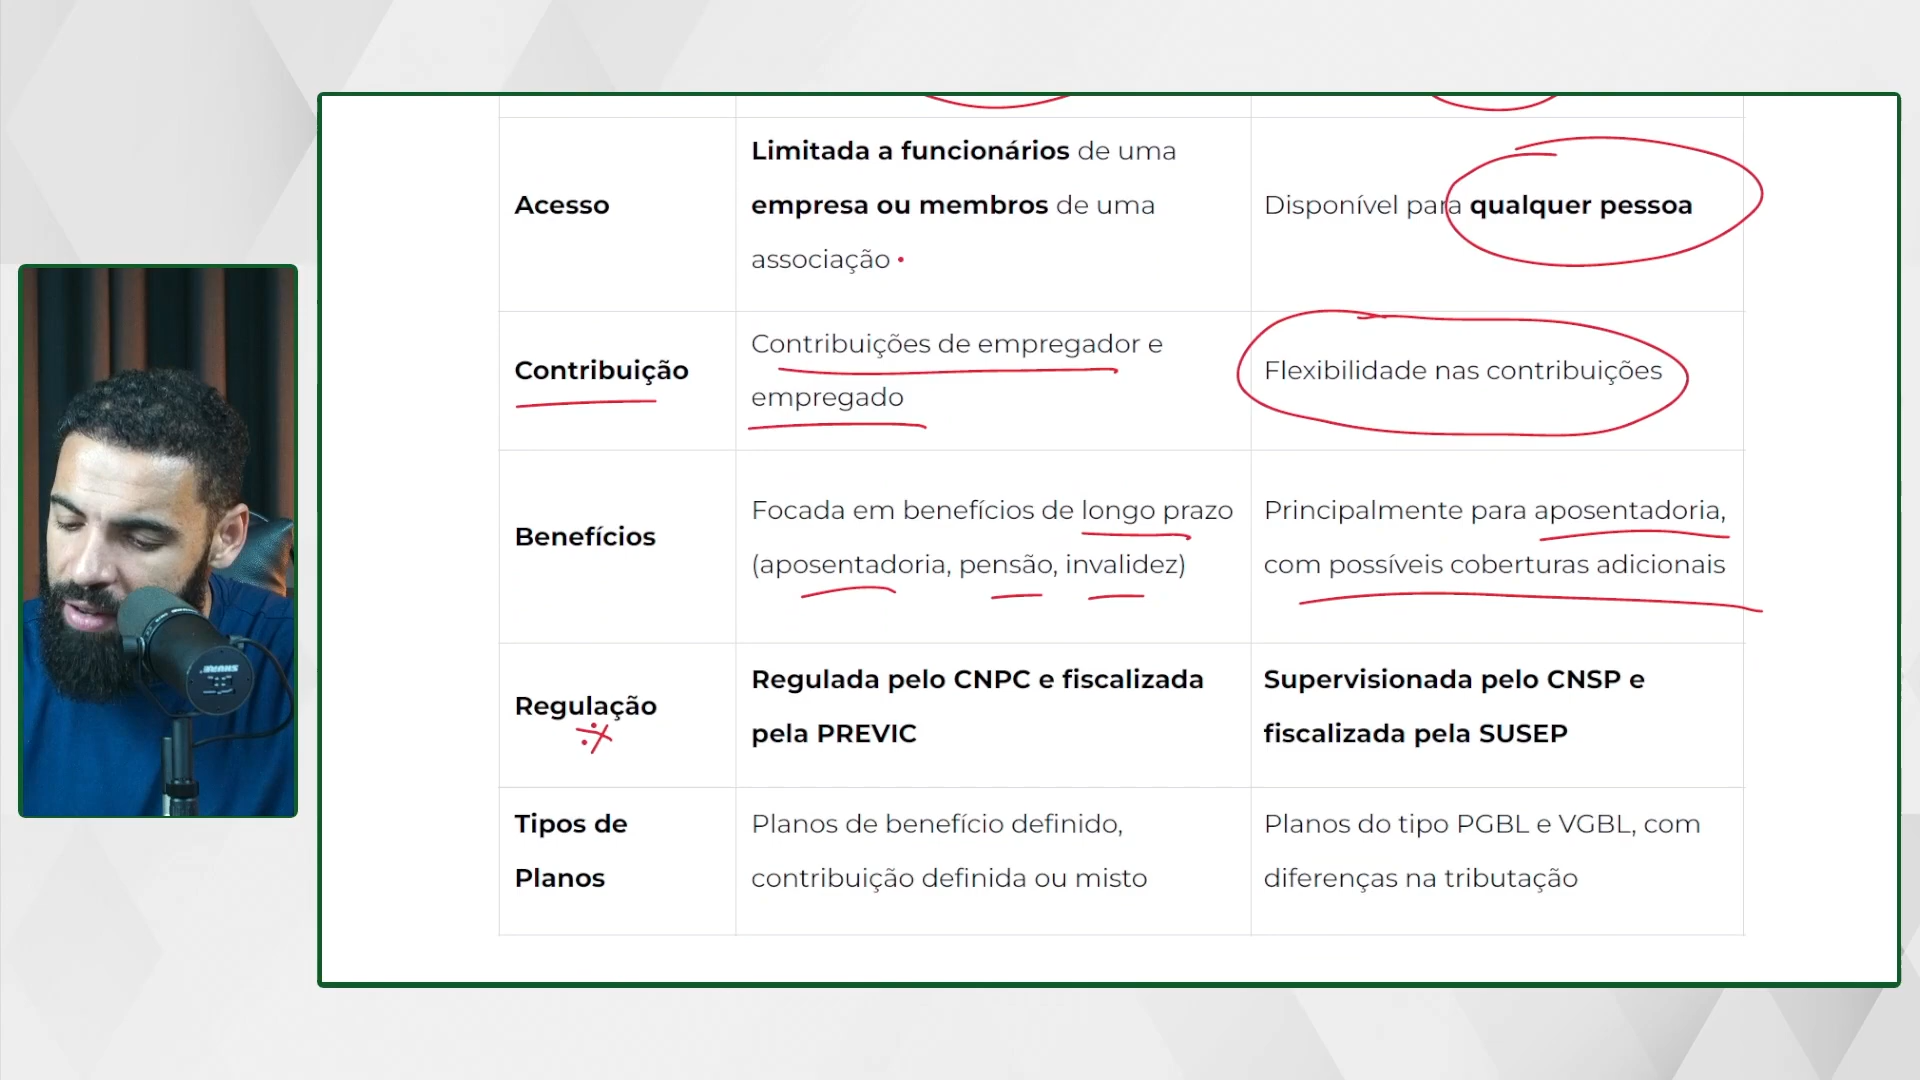 Acesso
Limitada a funcionários de uma
empresa ou membros de uma
associação
Disponível para qualquer pessoa
Contribuição
Contribuições de empregador e
empregado
Flexibilidade nas contribuições
Benefícios
Focada em benefícios de longo prazo
(aposentadoria, pensão, invalidez)
Principalmente para aposentadoria,
com possíveis coberturas adicionais
Regulação
Regulada pelo CNPC e fiscalizada
pela PREVIC
Supervisionada pelo CNSP e
fiscalizada pela SUSEP
Tipos de
Planos
Planos de benefício definido,
contribuição definida ou misto
Planos do tipo PGBL e VGBL, com
diferenças na tributação